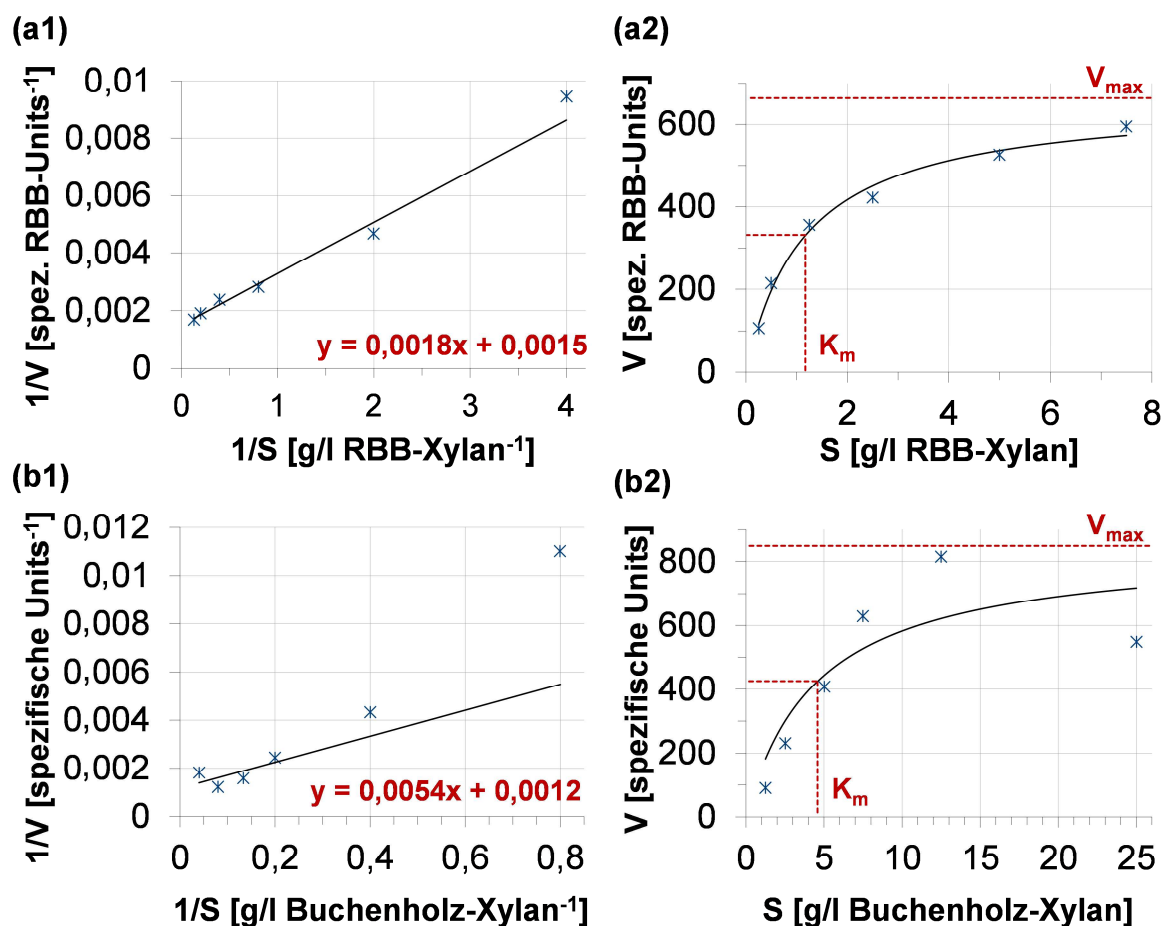 (a1)
1/V [spez. RBB-Units-1]
0,01
0,008
0,006
0,004
0,002
0
y = 0,0018x + 0,0015
0 1 2 3 4
1/S [g/l RBB-Xylan-1]
(a2)
V [spez. RBB-Units]
Vmax
600
400
200
0
Km
0 2 4 6 8
S [g/l RBB-Xylan]
(b1)
1/V [spezifische Units-1]
0,012
0,01
0,008
0,006
0,004
0,002
0
y = 0,0054x + 0,0012
0 0,2 0,4 0,6 0,8
1/S [g/l Buchenholz-Xylan-1]
(b2)
V [spezifische Units]
Vmax
800
600
400
200
0
Km
0 5 10 15 20 25
S [g/l Buchenholz-Xylan]